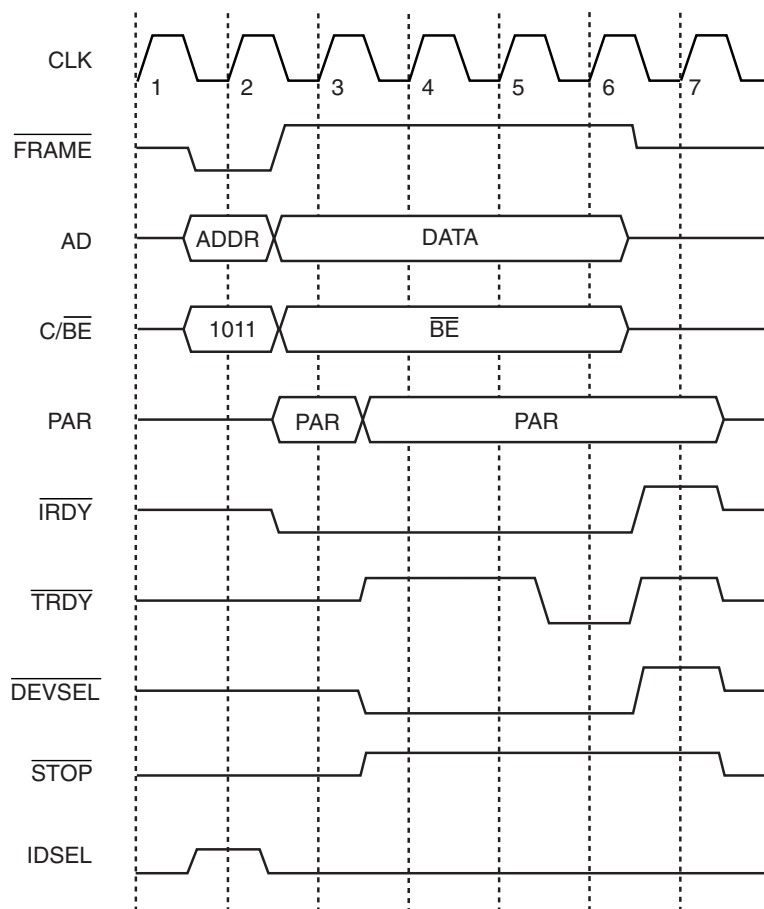 CLK
1 2 3 4 5 6 7
FRAME
AD ADDR DATA
C/BE 1011 BE
PAR PAR PAR
IRDY
TRDY
DEVSEL
STOP
IDSEL